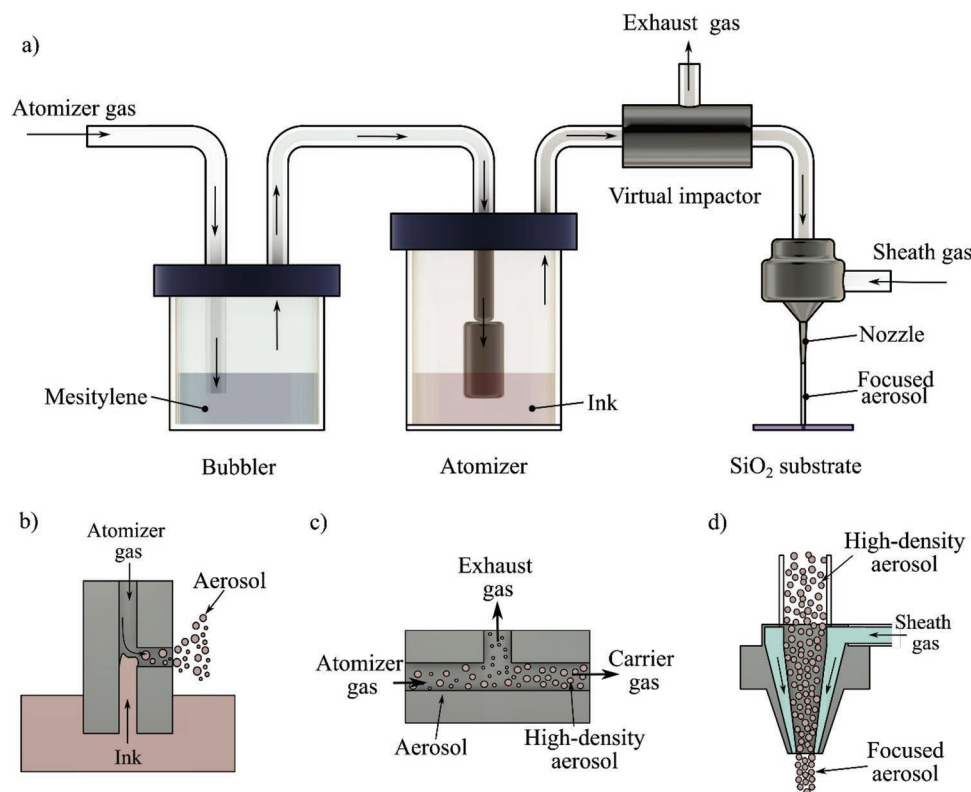 a)
Exhaust gas
Atomizer gas
Virtual impactor
Sheath gas
Nozzle
Mesitylene
Ink
Focused
aerosol
Bubbler
Atomizer
SiO₂ substrate
b)
Atomizer
gas
Aerosol
Ink
c)
Exhaust
gas
Atomizer
gas
Carrier
gas
Aerosol
High-density
aerosol
d)
High-density
aerosol
Sheath
gas
Focused
aerosol